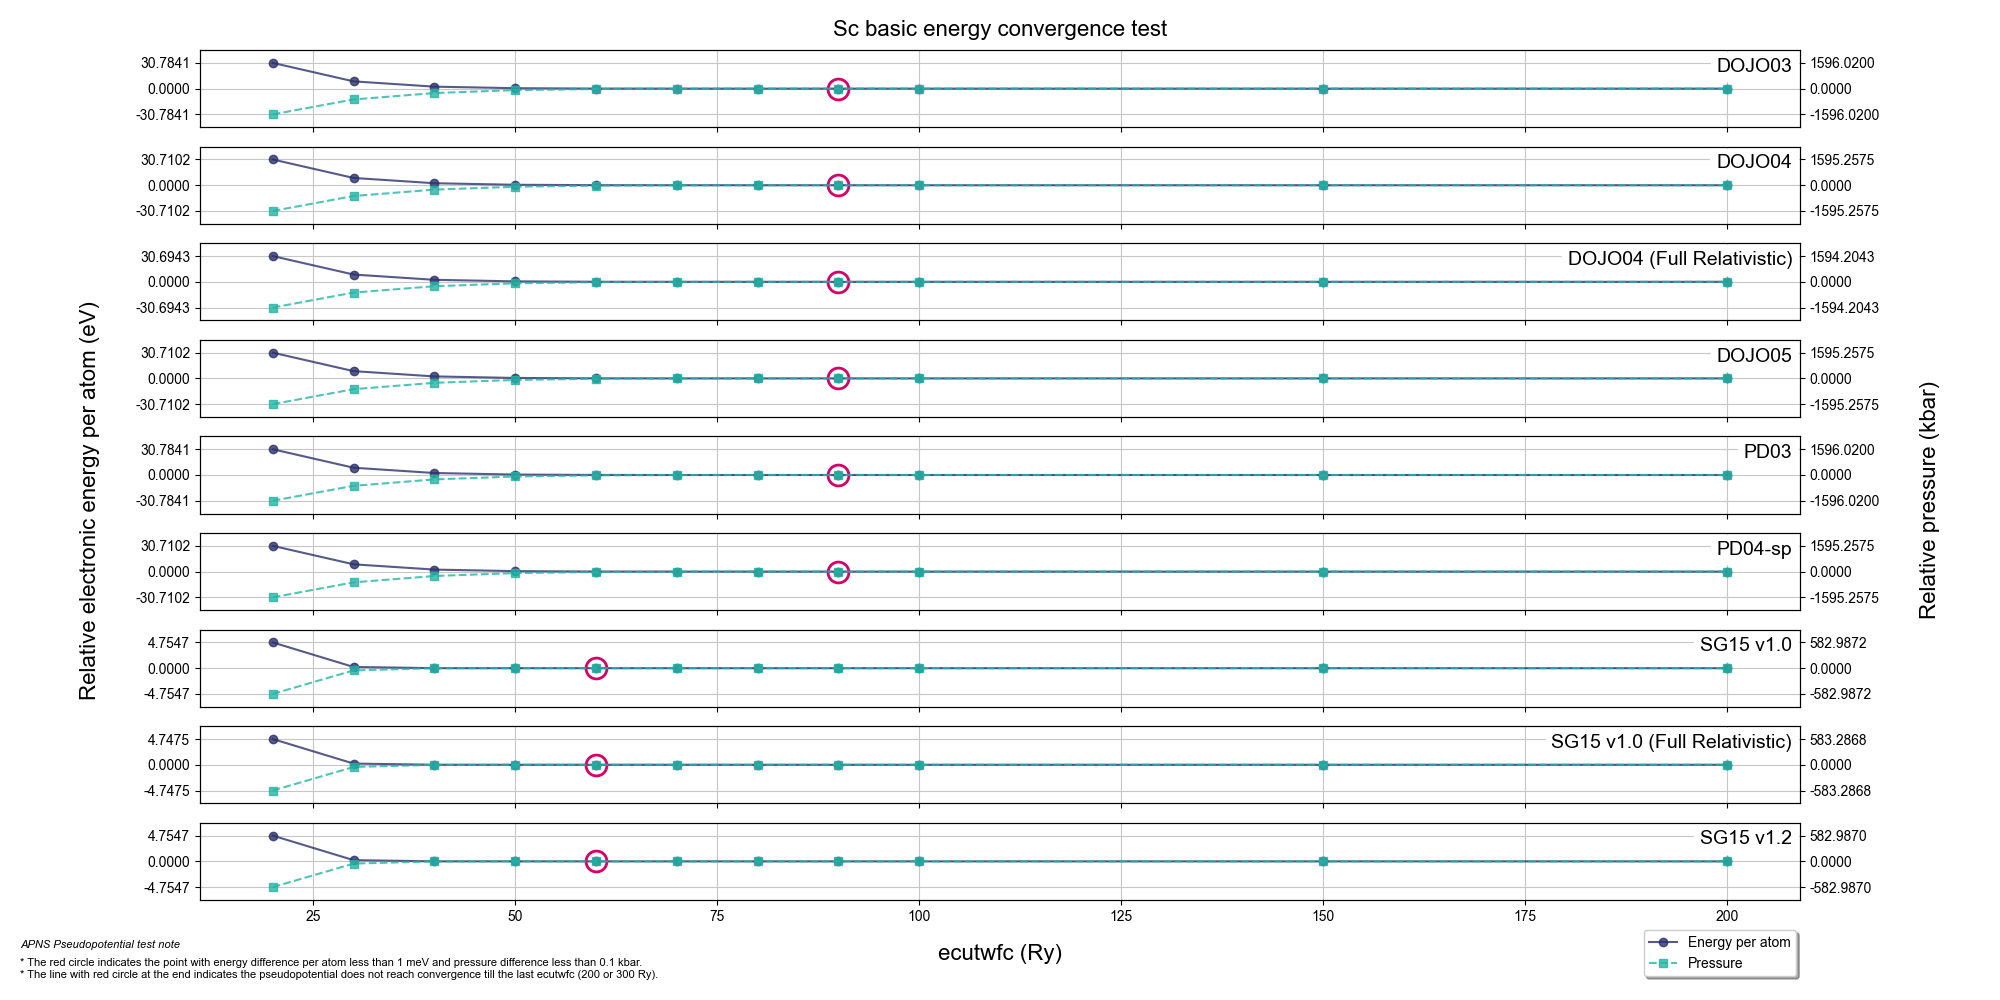 Sc basic energy convergence test
30.7841
0.0000
-30.7841
DOJO03
1596.0200
0.0000
-1596.0200
30.7102
0.0000
-30.7102
DOJO04
1595.2575
0.0000
-1595.2575
30.6943
0.0000
-30.6943
DOJO04 (Full Relativistic)
1594.2043
0.0000
-1594.2043
30.7102
0.0000
-30.7102
DOJO05
1595.2575
0.0000
-1595.2575
30.7841
0.0000
-30.7841
PD03
1596.0200
0.0000
-1596.0200
30.7102
0.0000
-30.7102
PD04-sp
1595.2575
0.0000
-1595.2575
4.7547
0.0000
-4.7547
SG15 v1.0
582.9872
0.0000
-582.9872
4.7475
0.0000
-4.7475
SG15 v1.0 (Full Relativistic)
583.2868
0.0000
-583.2868
4.7547
0.0000
-4.7547
SG15 v1.2
582.9870
0.0000
-582.9870
Relative electronic energy per atom (eV)
Relative pressure (kbar)
25 50 75 100 125 150 175 200
ecutwfc (Ry)
Energy per atom
Pressure
APNS Pseudopotential test note
* The red circle indicates the point with energy difference per atom less than 1 meV and pressure difference less than 0.1 kbar.
* The line with red circle at the end indicates the pseudopotential does not reach convergence till the last ecutwfc (200 or 300 Ry).